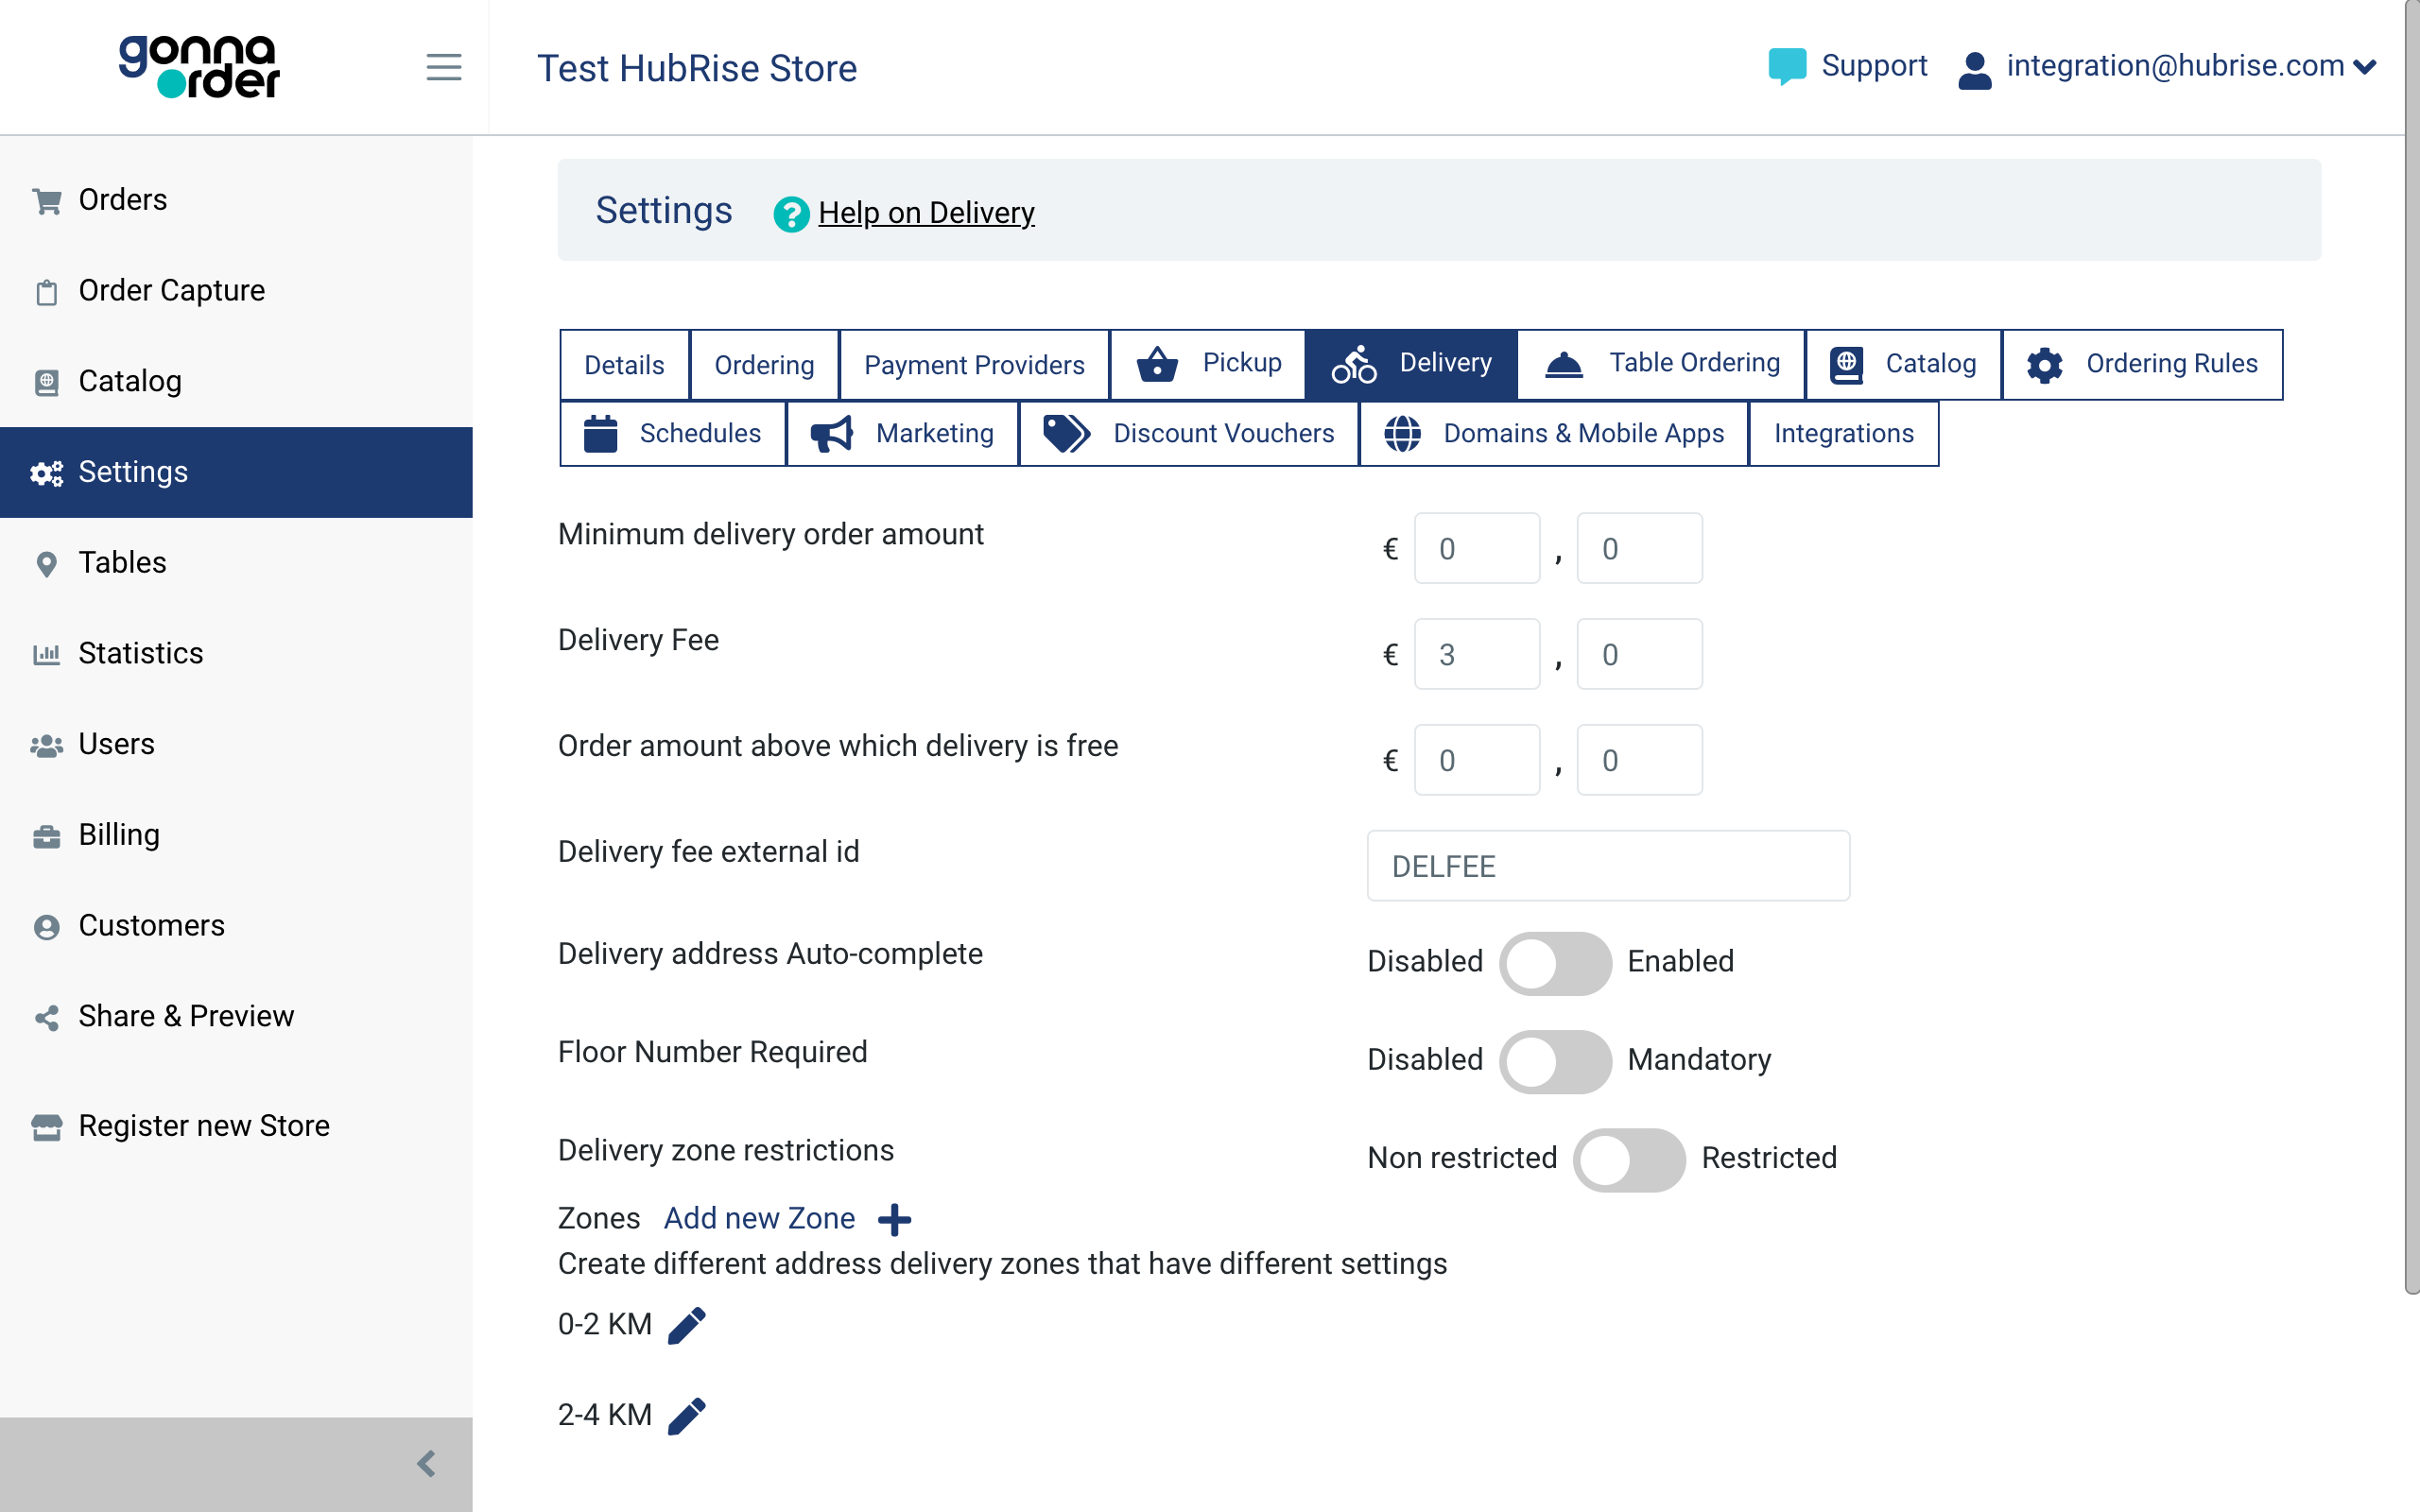 gonna
order
Test HubRise Store
Support
integration@hubrise.com
Orders
Order Capture
Catalog
Settings
Tables
Statistics
Users
Billing
Customers
Share & Preview
Register new Store
Settings ? Help on Delivery
Details Ordering Payment Providers Pickup Delivery Table Ordering Catalog Ordering Rules
Schedules Marketing Discount Vouchers Domains & Mobile Apps Integrations
Minimum delivery order amount € 0 , 0
Delivery Fee € 3 , 0
Order amount above which delivery is free € 0 , 0
Delivery fee external id DELFEE
Delivery address Auto-complete Disabled Enabled
Floor Number Required Disabled Mandatory
Delivery zone restrictions Non restricted Restricted
Zones Add new Zone
Create different address delivery zones that have different settings
0-2 KM
2-4 KM